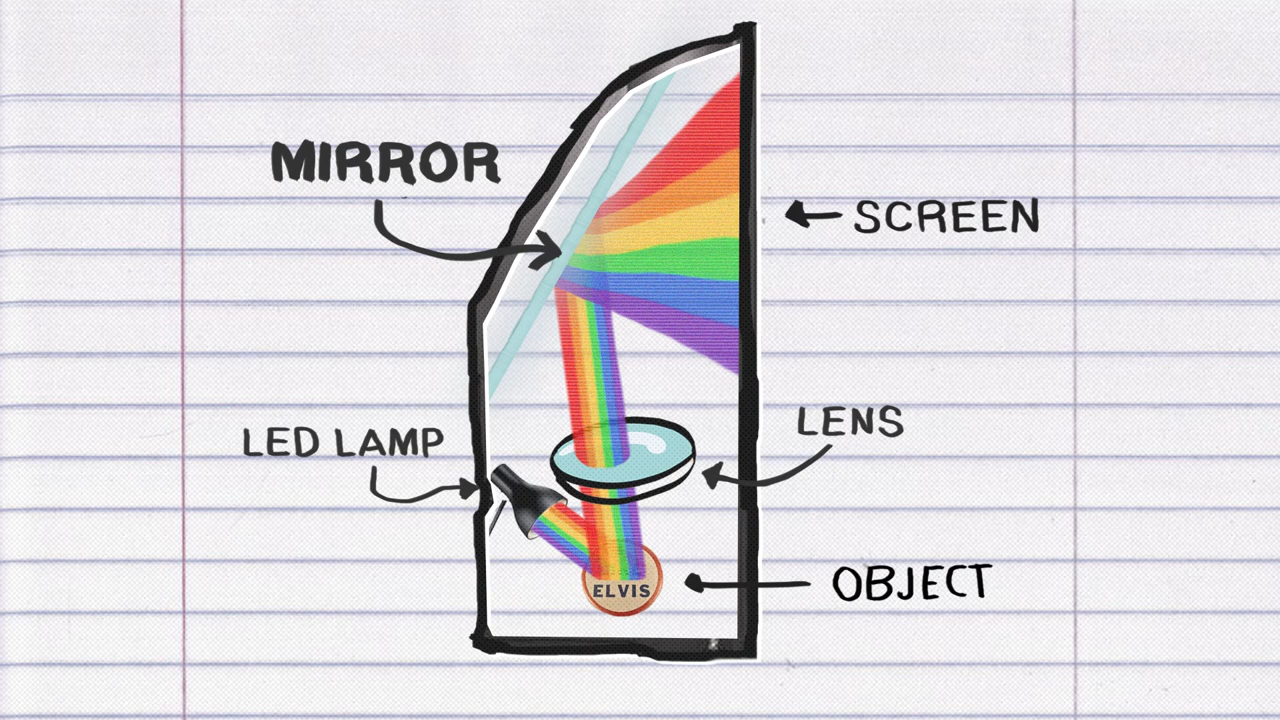 MIRROR
SCREEN
LENS
LED LAMP
OBJECT
ELVIS